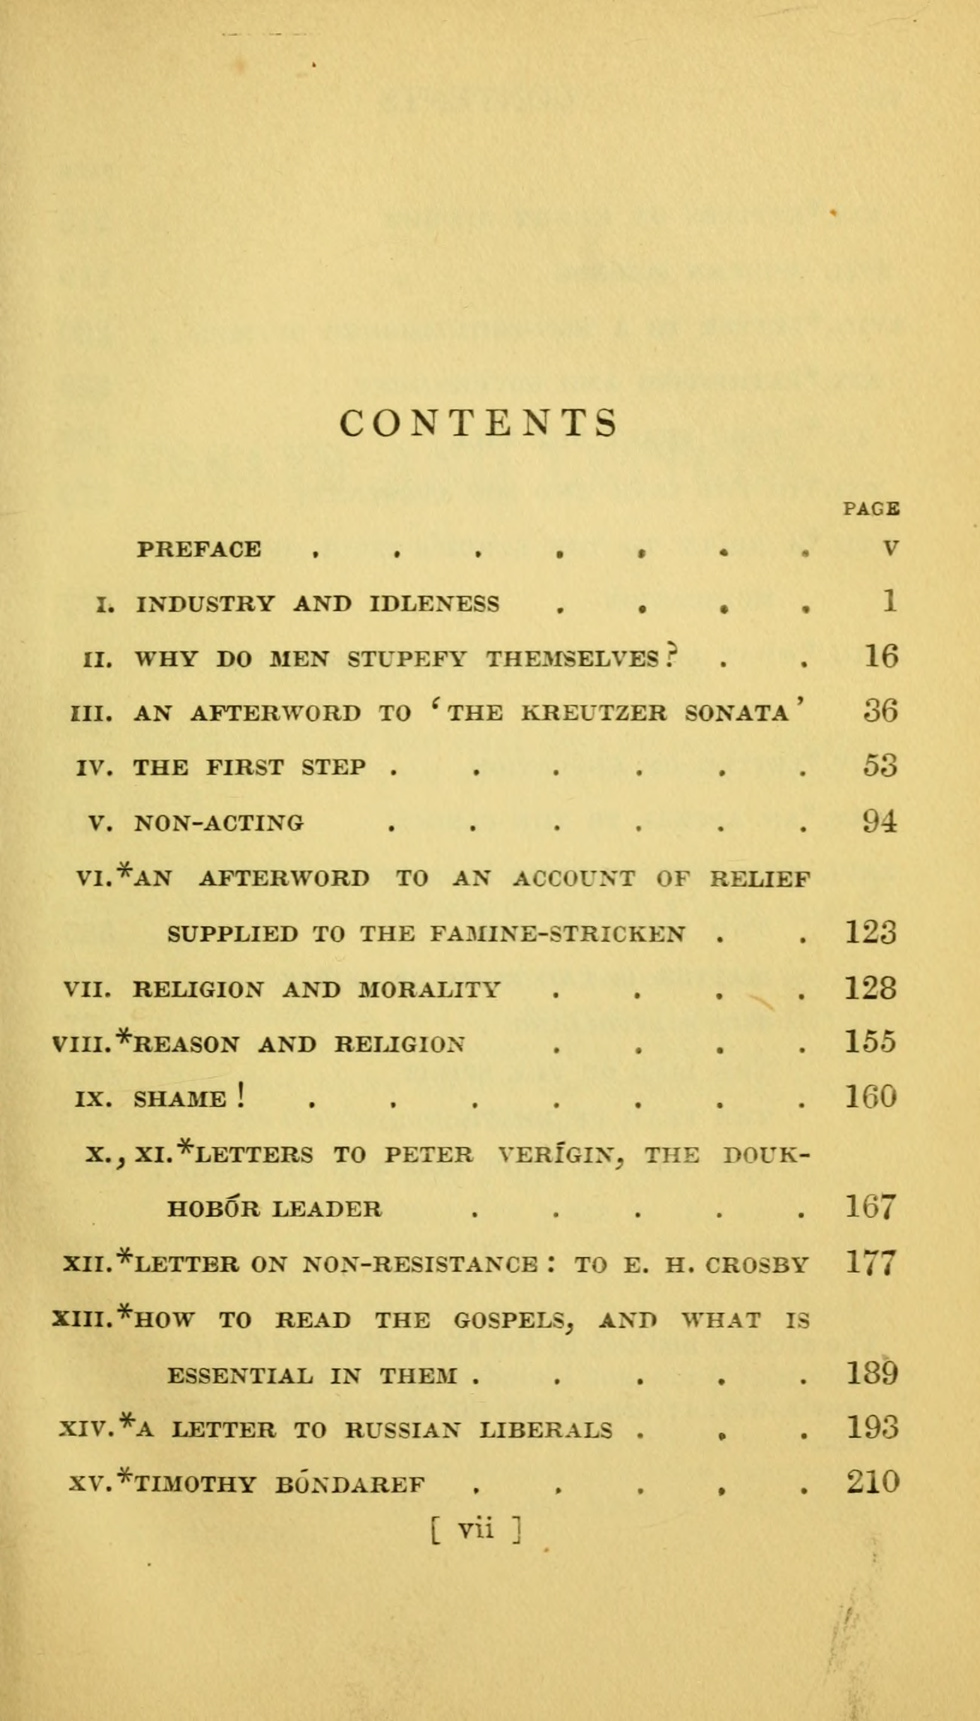 CONTENTS
PAGE
PREFACE . . . . . . . v
I. INDUSTRY AND IDLENESS . . . . 1
II. WHY DO MEN STUPEFY THEMSELVES? . . 16
III. AN AFTERWORD TO ‘THE KREUTZER SONATA’ 36
IV. THE FIRST STEP . . . . . . 53
V. NON-ACTING . . . . . . 94
VI.*AN AFTERWORD TO AN ACCOUNT OF RELIEF
SUPPLIED TO THE FAMINE-STRICKEN . . 123
VII. RELIGION AND MORALITY . . . . 128
VIII.*REASON AND RELIGION . . . . 155
IX. SHAME! . . . . . . . 160
X., XI.*LETTERS TO PETER VERÍGIN, THE DOUK-
HOBÓR LEADER . . . . . 167
XII.*LETTER ON NON-RESISTANCE: TO E. H. CROSBY 177
XIII.*HOW TO READ THE GOSPELS, AND WHAT IS
ESSENTIAL IN THEM . . . . . 189
XIV.*A LETTER TO RUSSIAN LIBERALS . . . 193
XV.*TIMOTHY BÓNDAREF . . . . . 210
[ vii ]